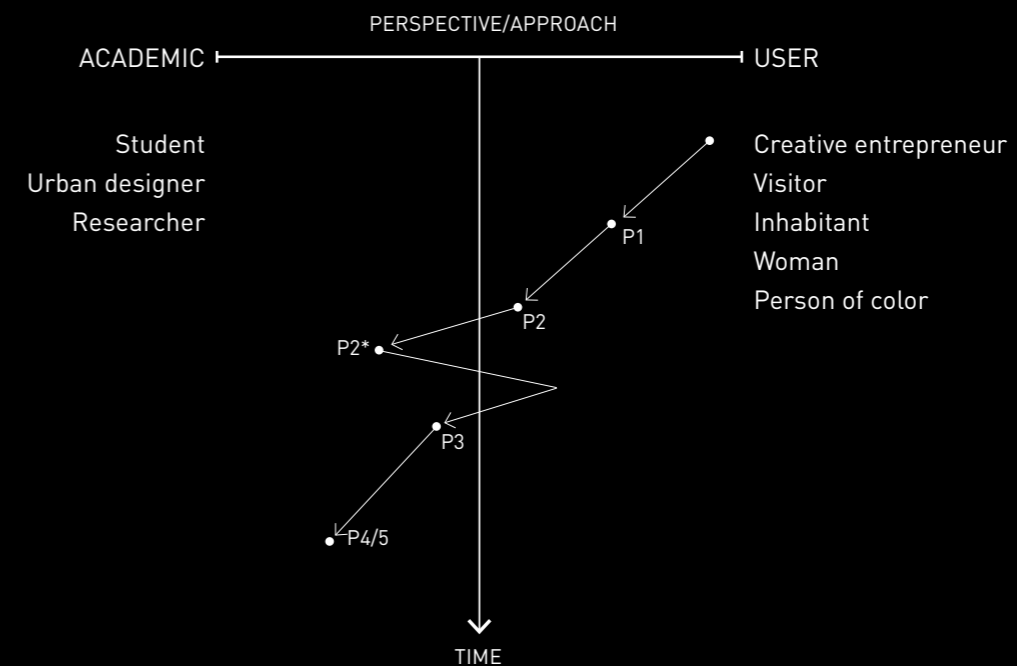 PERSPECTIVE/APPROACH
ACADEMIC
USER
Student
Urban designer
Researcher
Creative entrepreneur
Visitor
Inhabitant
Woman
Person of color
P1
P2
P2*
P3
P4/5
TIME